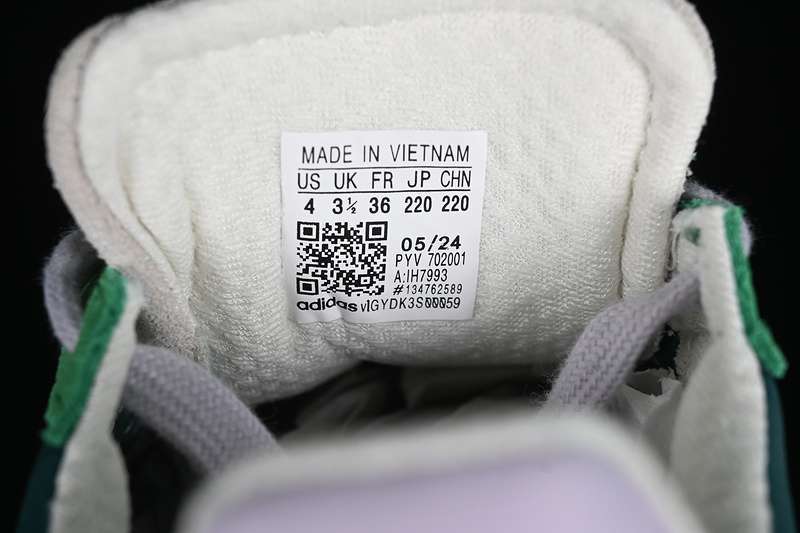 MADE IN VIETNAM
US UK FR JP CHN
4 3½ 36 220 220
05/24
PYV 702001
A:IH7993
#134762589
adidas v|GYDK3S00059